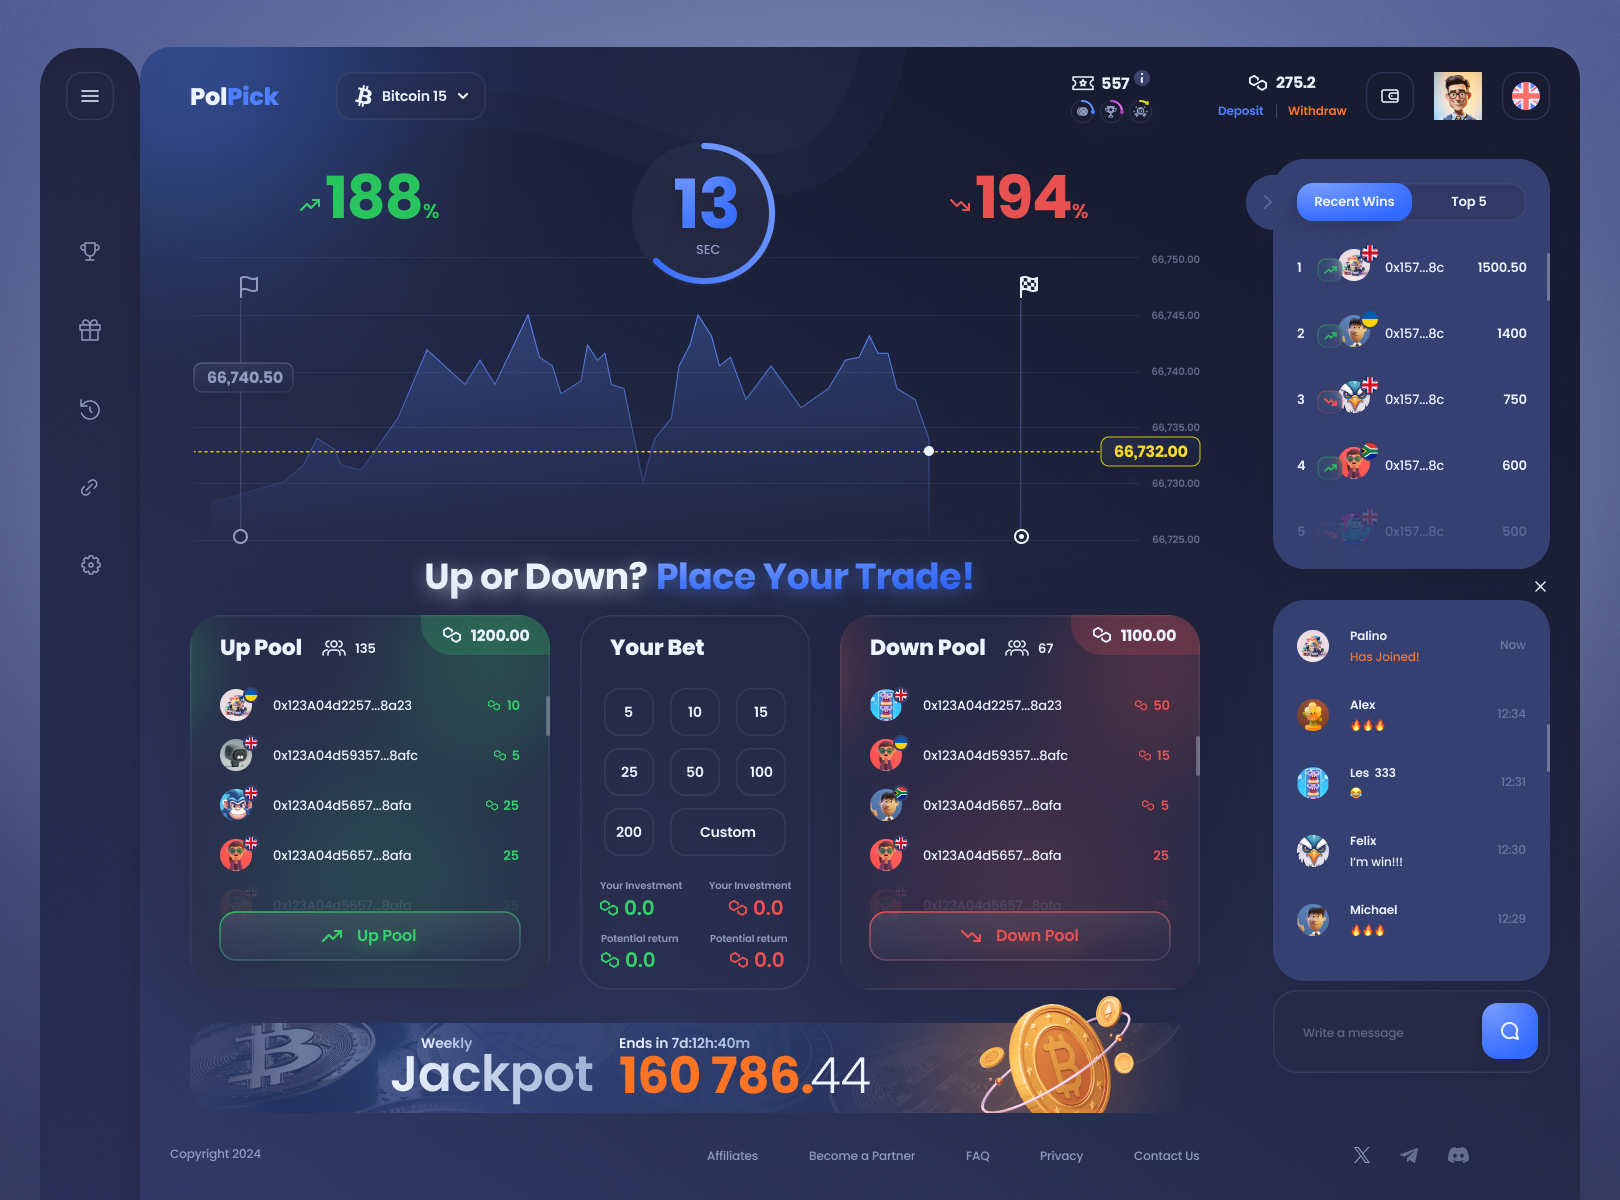 PolPick
Bitcoin 15
557
275.2
Deposit
Withdraw
188%
13
SEC
194%
66,750.00
66,745.00
66,740.00
66,735.00
66,730.00
66,725.00
66,740.50
66,732.00
Recent Wins
Top 5
1 0x157...8c 1500.50
2 0x157...8c 1400
3 0x157...8c 750
4 0x157...8c 600
5 0x157...8c 500
Up or Down? Place Your Trade!
Up Pool 135 1200.00
0x123A04d2257...8a23 10
0x123A04d59357...8afc 5
0x123A04d5657...8afa 25
0x123A04d5657...8afa 25
0x123A04d5657...8afa 25
Up Pool
Your Bet
5 10 15
25 50 100
200 Custom
Your Investment Your Investment
0.0 0.0
Potential return Potential return
0.0 0.0
Down Pool 67 1100.00
0x123A04d2257...8a23 50
0x123A04d59357...8afc 15
0x123A04d5657...8afa 5
0x123A04d5657...8afa 25
0x123A04d5657...8afa 25
Down Pool
Palino
Has Joined!
Now
Alex
12:34
Les 333
12:31
Felix
I'm win!!!
12:30
Michael
12:29
Write a message
Weekly
Jackpot
Ends in 7d:12h:40m
160 786.44
Copyright 2024
Affiliates
Become a Partner
FAQ
Privacy
Contact Us